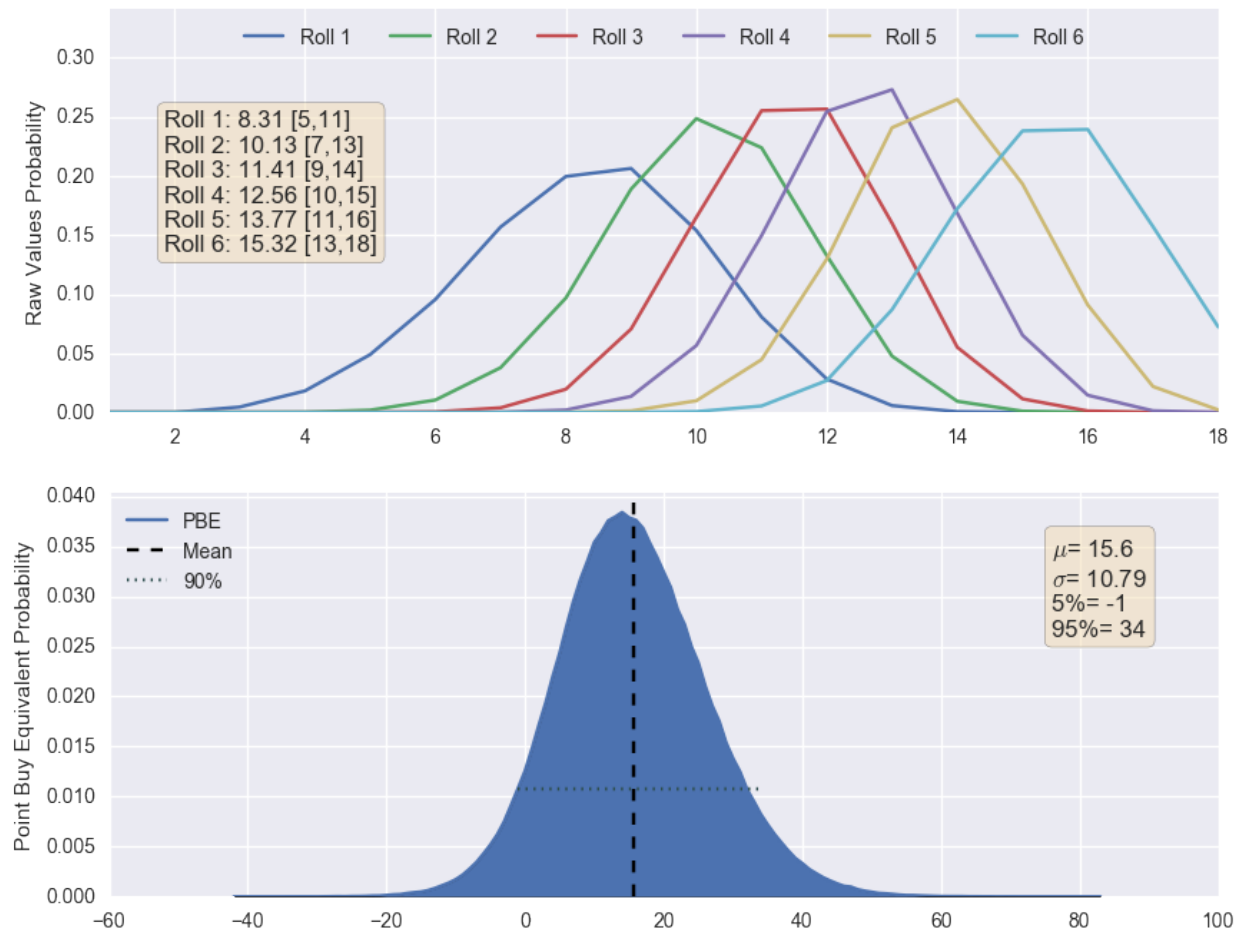 Roll 1 Roll 2 Roll 3 Roll 4 Roll 5 Roll 6
0.30
0.25
0.20
0.15
0.10
0.05
0.00
Raw Values Probability
Roll 1: 8.31 [5,11]
Roll 2: 10.13 [7,13]
Roll 3: 11.41 [9,14]
Roll 4: 12.56 [10,15]
Roll 5: 13.77 [11,16]
Roll 6: 15.32 [13,18]
2 4 6 8 10 12 14 16 18
0.040
0.035
0.030
0.025
0.020
0.015
0.010
0.005
0.000
Point Buy Equivalent Probability
PBE
Mean
90%
μ= 15.6
σ= 10.79
5%= -1
95%= 34
−60 −40 −20 0 20 40 60 80 100